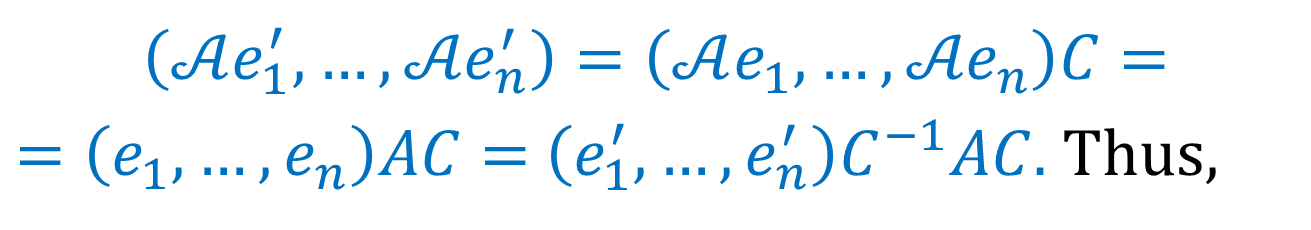 (𝒜e′₁, … , 𝒜e′ₙ) = (𝒜e₁, … , 𝒜eₙ)C =
= (e₁, … , eₙ)AC = (e′₁, … , e′ₙ)C⁻¹AC. Thus,